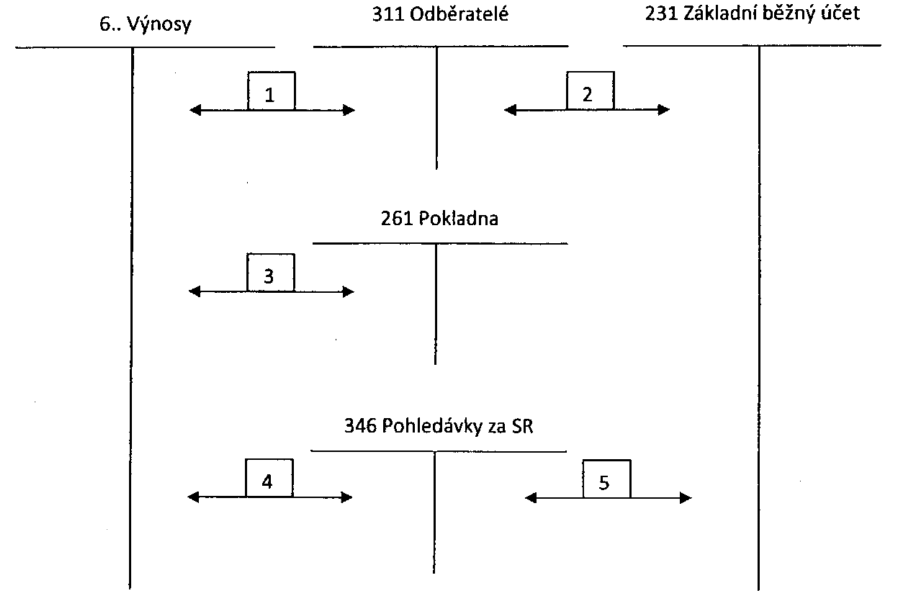 6.. Výnosy
311 Odběratelé
231 Základní běžný účet
1
2
261 Pokladna
3
346 Pohledávky za SR
4
5